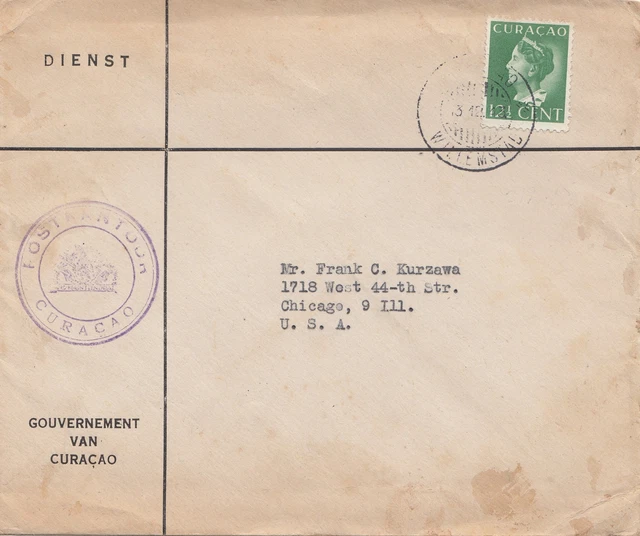 DIENST
CURAÇAO
12½ CENT
WILLEMSTAD
POSTKANTOOR
CURAÇAO
Mr. Frank C. Kurzawa
1718 West 44-th Str.
Chicago, 9 Ill.
U. S. A.
GOUVERNEMENT
VAN
CURAÇAO